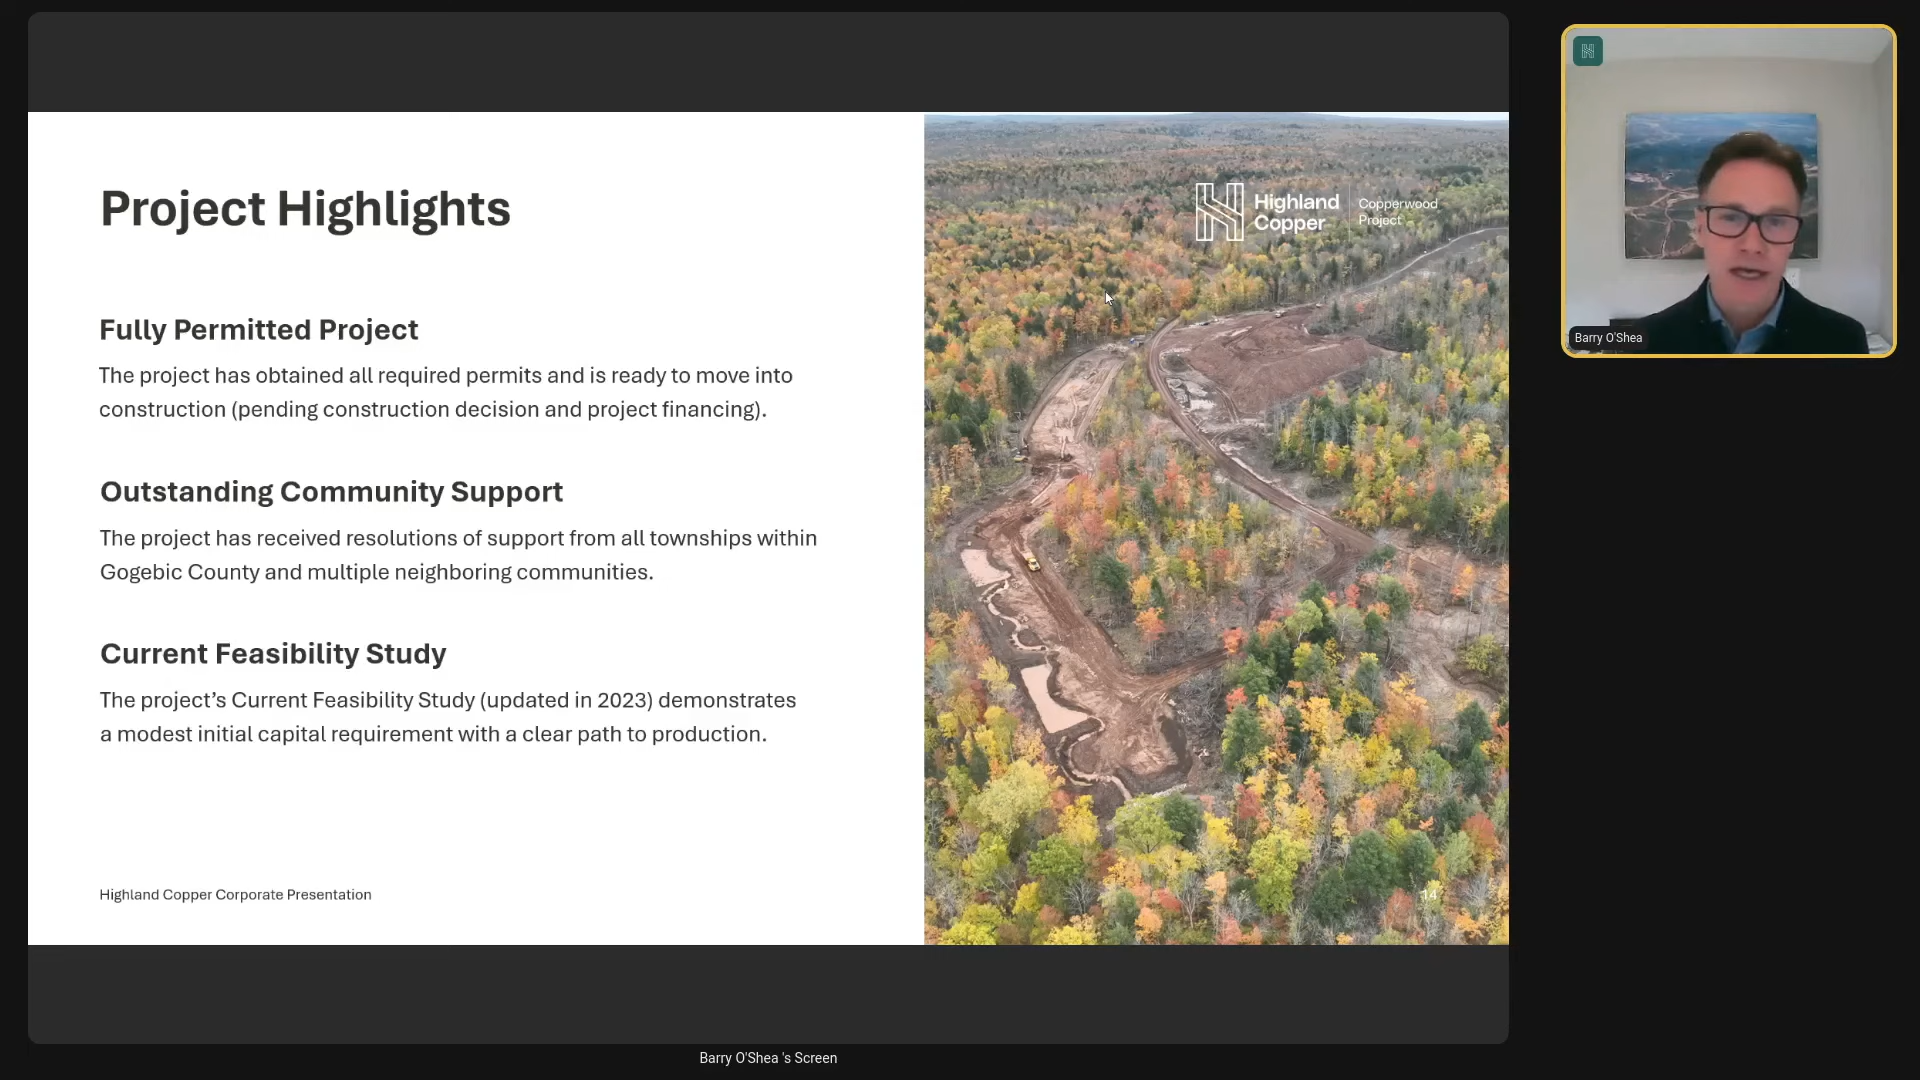 Project Highlights
Highland
Copper
Copperwood
Project
Fully Permitted Project
The project has obtained all required permits and is ready to move into
construction (pending construction decision and project financing).
Outstanding Community Support
The project has received resolutions of support from all townships within
Gogebic County and multiple neighboring communities.
Current Feasibility Study
The project’s Current Feasibility Study (updated in 2023) demonstrates
a modest initial capital requirement with a clear path to production.
Highland Copper Corporate Presentation
14
Barry O'Shea
Barry O'Shea 's Screen